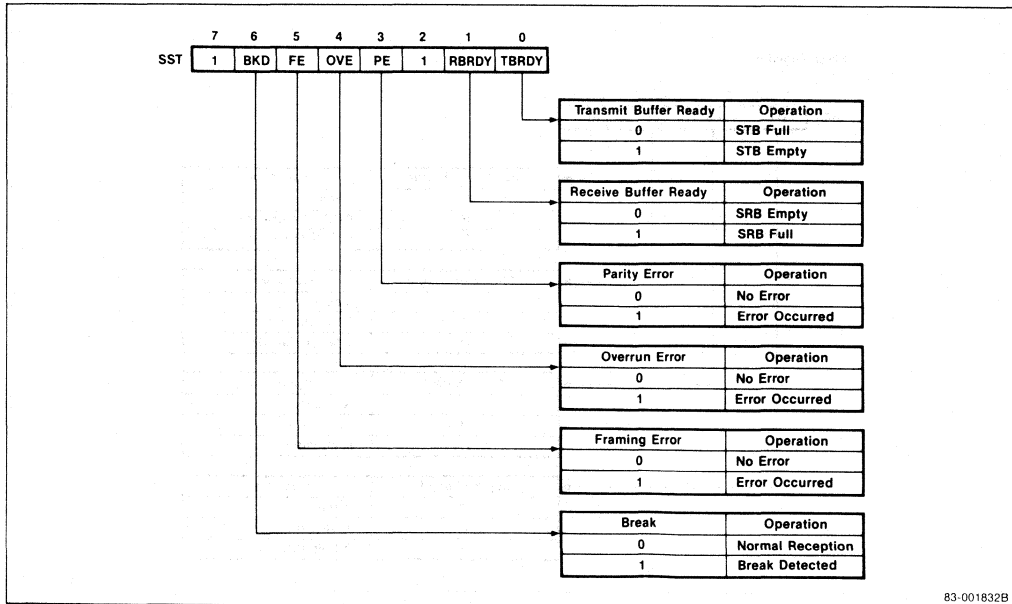 7 6 5 4 3 2 1 0
SST 1 BKD FE OVE PE 1 RBRDY TBRDY
Transmit Buffer Ready Operation
0 STB Full
1 STB Empty
Receive Buffer Ready Operation
0 SRB Empty
1 SRB Full
Parity Error Operation
0 No Error
1 Error Occurred
Overrun Error Operation
0 No Error
1 Error Occurred
Framing Error Operation
0 No Error
1 Error Occurred
Break Operation
0 Normal Reception
1 Break Detected
83-001832B